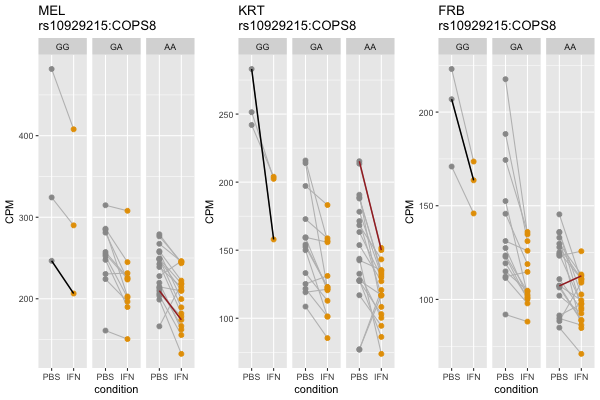 MEL
rs10929215:COPS8
GG GA AA
CPM
400
300
200
PBS IFN PBS IFN PBS IFN
condition
KRT
rs10929215:COPS8
GG GA AA
CPM
250
200
150
100
PBS IFN PBS IFN PBS IFN
condition
FRB
rs10929215:COPS8
GG GA AA
CPM
200
150
100
PBS IFN PBS IFN PBS IFN
condition